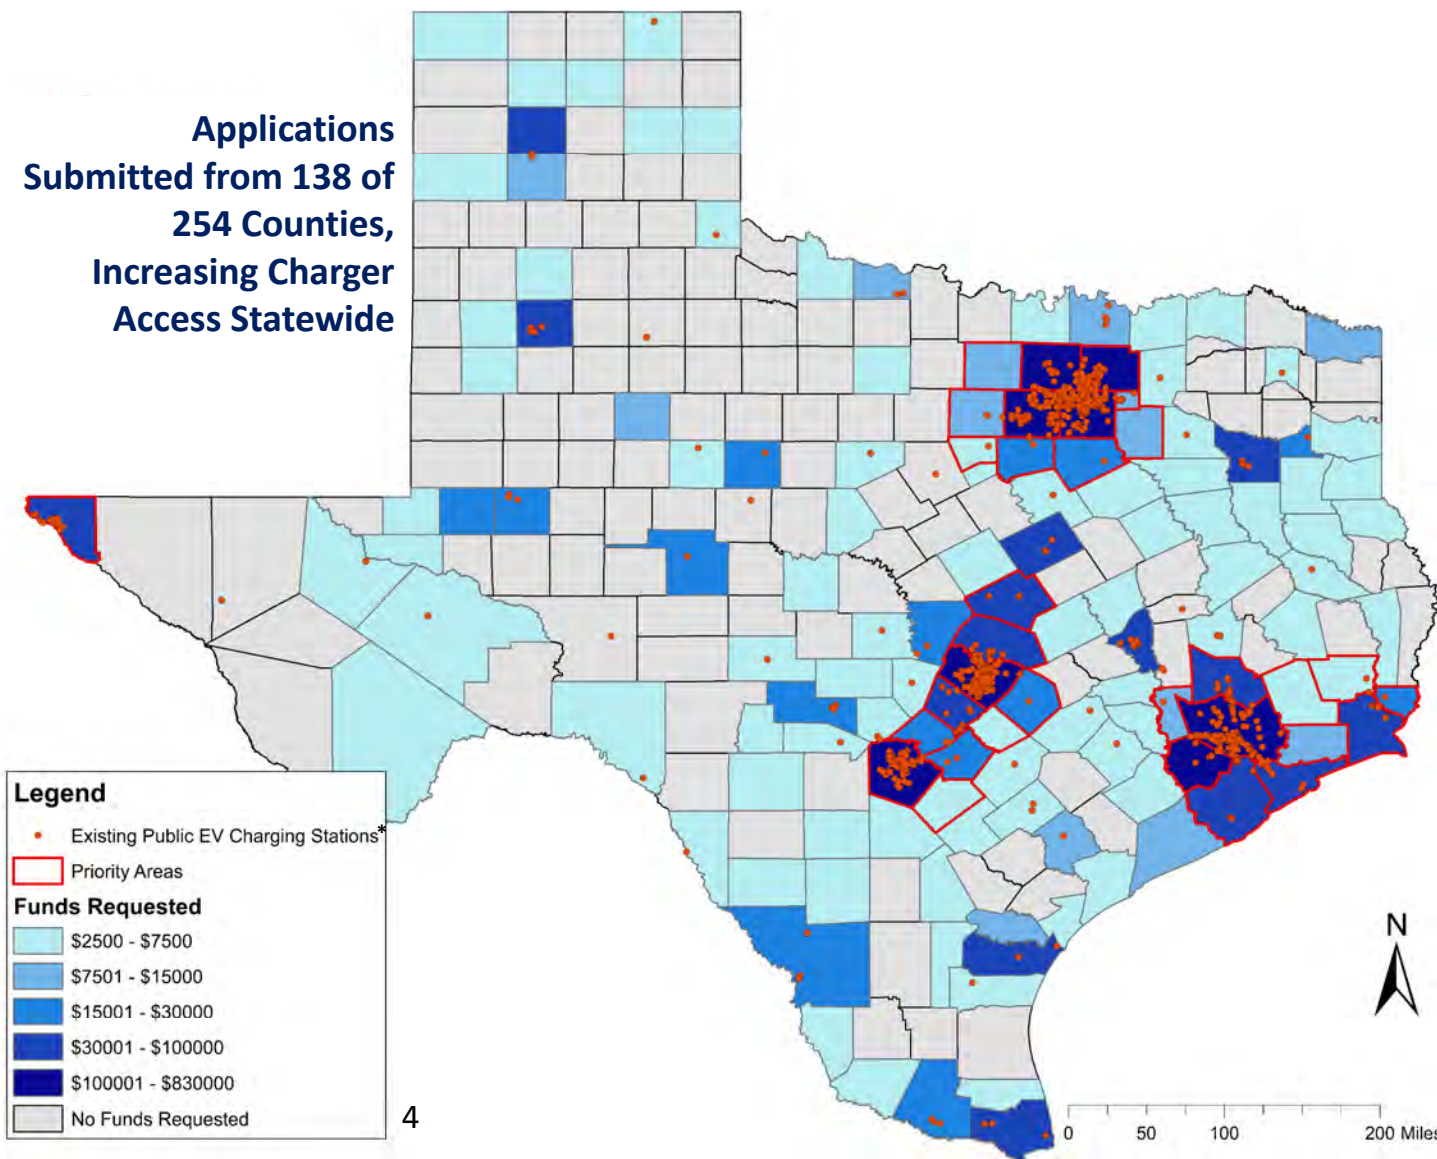 Applications
Submitted from 138 of
254 Counties,
Increasing Charger
Access Statewide
Legend
Existing Public EV Charging Stations*
Priority Areas
Funds Requested
$2500 - $7500
$7501 - $15000
$15001 - $30000
$30001 - $100000
$100001 - $830000
No Funds Requested
4
N
0 50 100 200 Miles